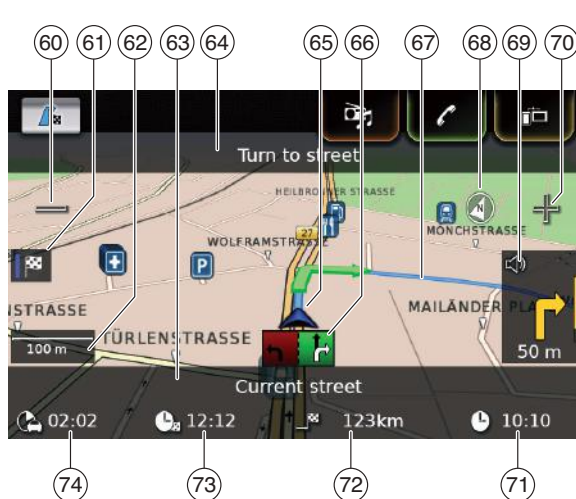 60 61 62 63 64 65 66 67 68 69 70
Turn to street
HEILBRONNER STRASSE
N
27
WOLFRAMSTRASSE
MÖNCHSTRASSE
P
NSTRASSE
MAILÄNDER PL
TÜRLENSTRASSE
100 m
50 m
Current street
02:02 12:12 123km 10:10
74 73 72 71